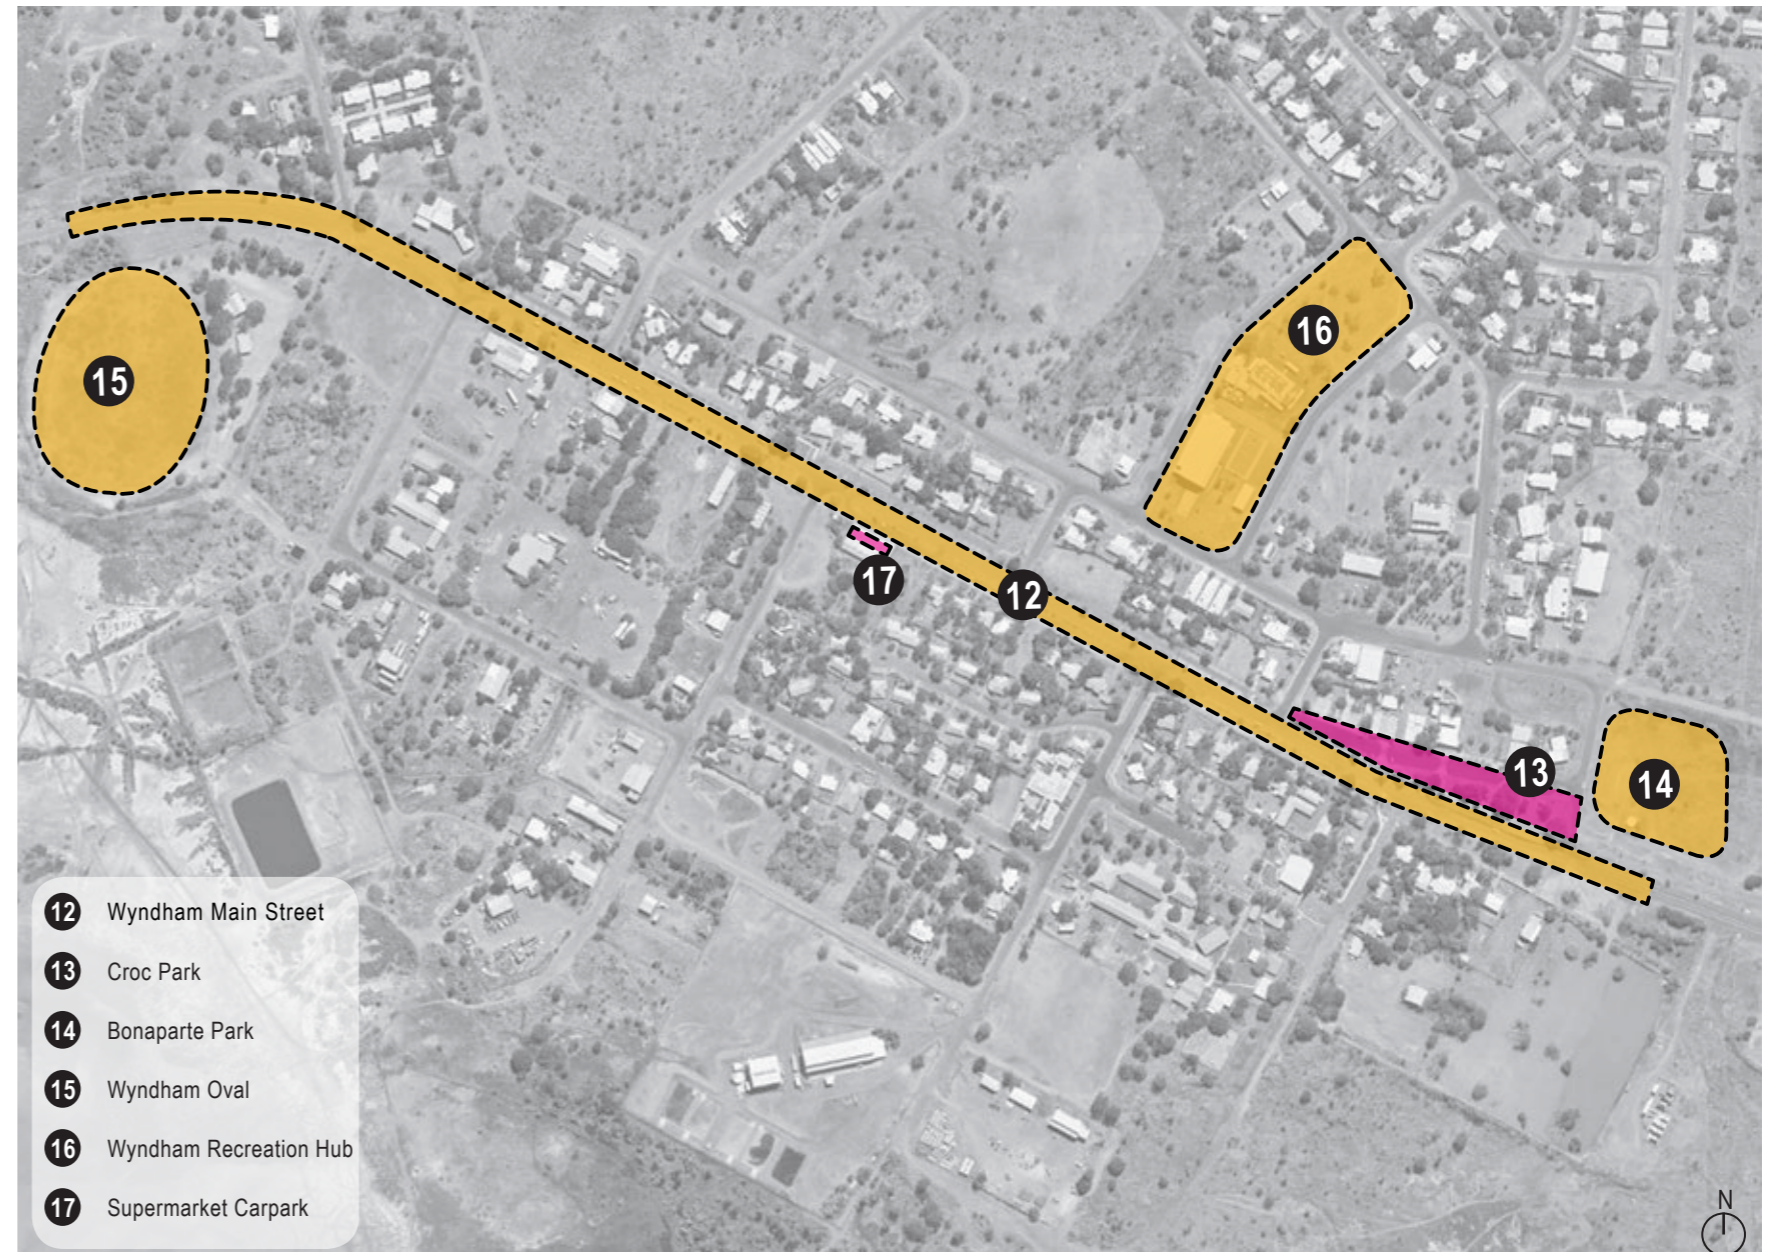 16
15
17
12
13
14
12 Wyndham Main Street
13 Croc Park
14 Bonaparte Park
15 Wyndham Oval
16 Wyndham Recreation Hub
17 Supermarket Carpark
N